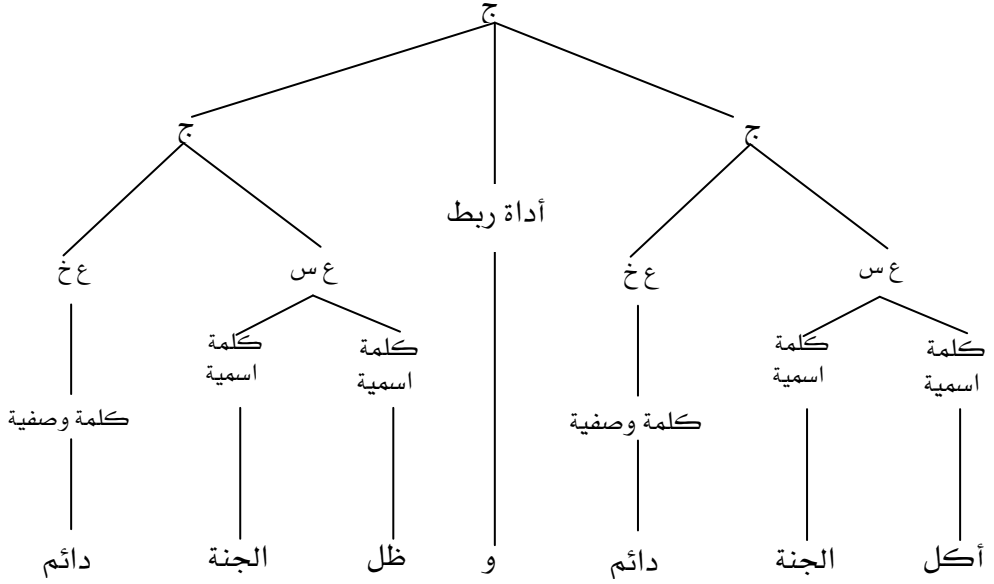 ج
ج ج
أداة ربط
ع س ع خ ع س ع خ
كلمة كلمة كلمة كلمة
اسمية اسمية اسمية اسمية
كلمة وصفية كلمة وصفية
أكل الجنة دائم و ظل الجنة دائم